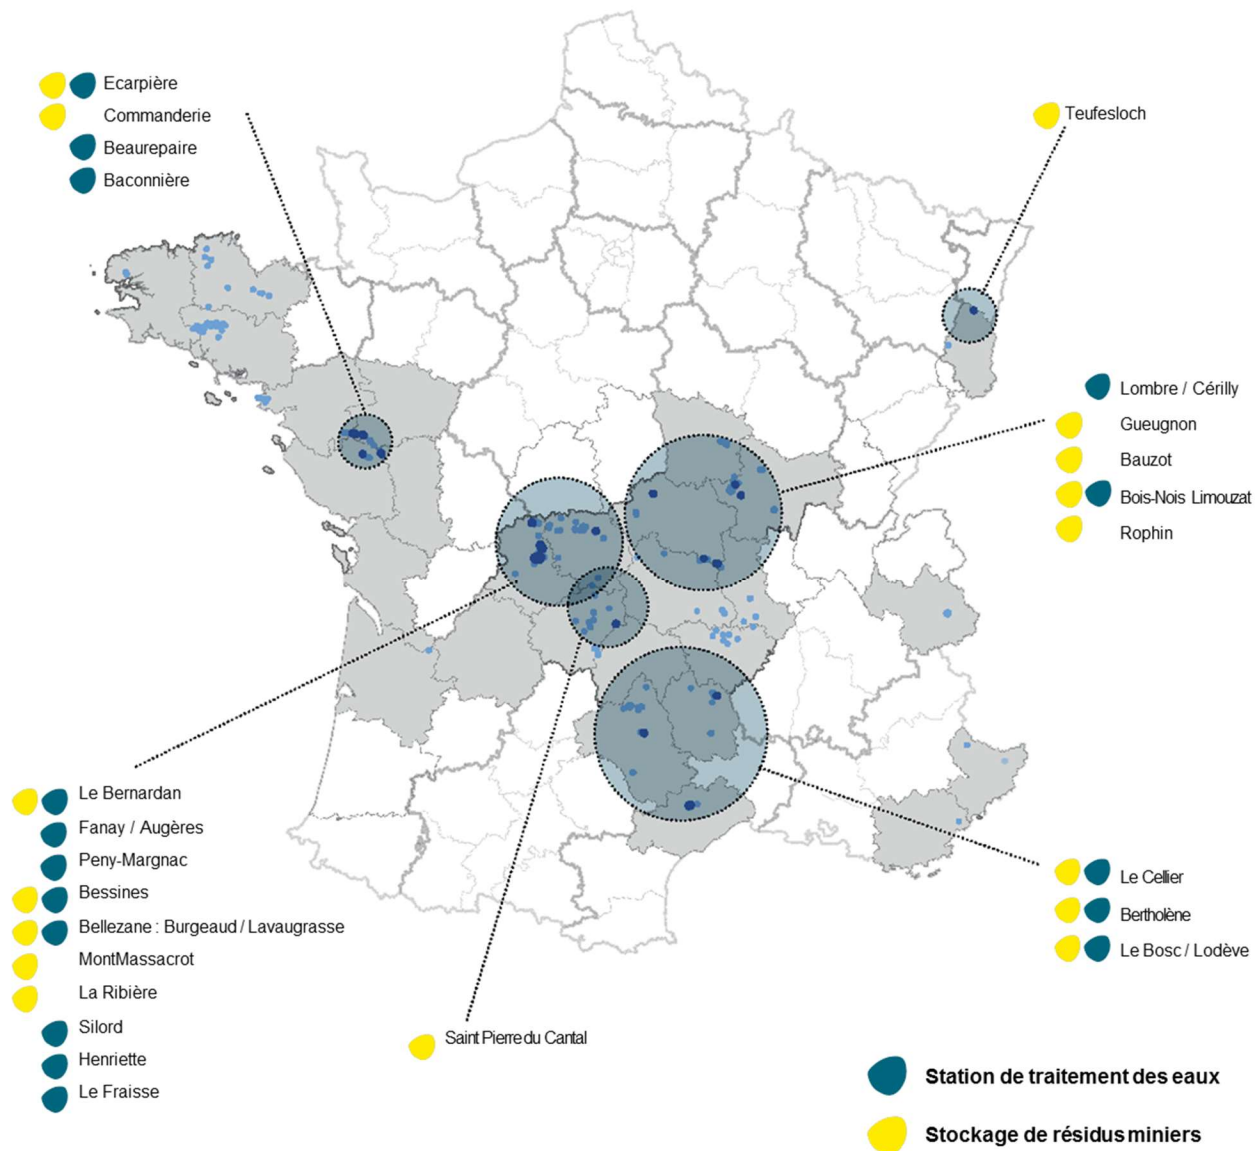 Ecarpière
Commanderie
Beaurepaire
Baconnière
Teufesloch
Lombre / Cérilly
Gueugnon
Bauzot
Bois-Nois Limouzat
Rophin
Le Bernardan
Fanay / Augères
Peny-Margnac
Bessines
Bellezane : Burgeaud / Lavaugrasse
MontMassacrot
La Ribière
Silord
Henriette
Le Fraisse
Saint Pierre du Cantal
Le Cellier
Bertholène
Le Bosc / Lodève
Station de traitement des eaux
Stockage de résidus miniers